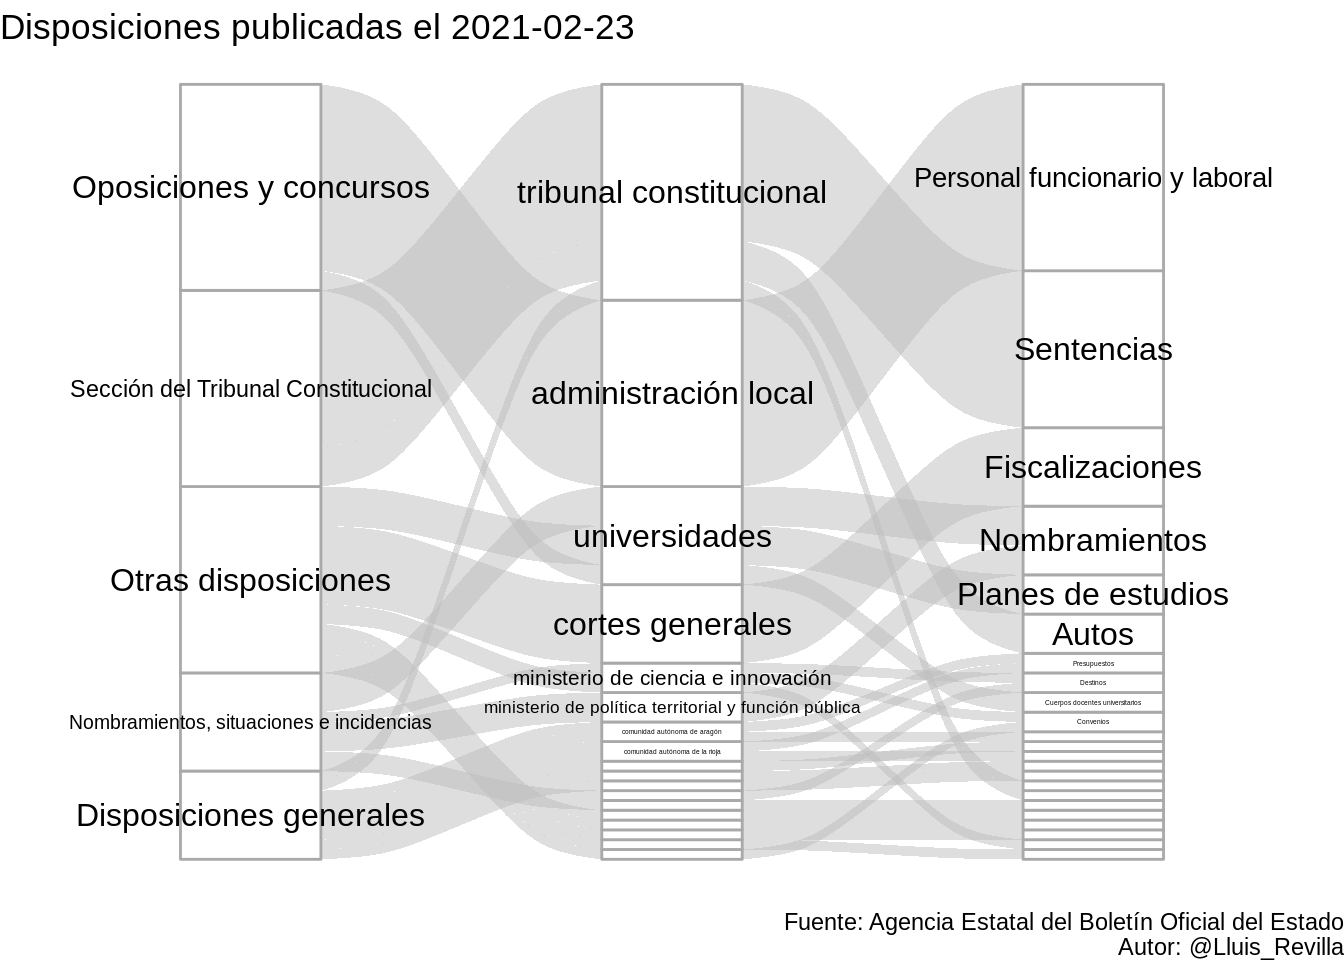 Disposiciones publicadas el 2021-02-23
Oposiciones y concursos
Sección del Tribunal Constitucional
Otras disposiciones
Nombramientos, situaciones e incidencias
Disposiciones generales
tribunal constitucional
administración local
universidades
cortes generales
ministerio de ciencia e innovación
ministerio de política territorial y función pública
comunidad autónoma de aragón
comunidad autónoma de la rioja
Personal funcionario y laboral
Sentencias
Fiscalizaciones
Nombramientos
Planes de estudios
Autos
Presupuestos
Destinos
Cuerpos docentes universitarios
Convenios
Fuente: Agencia Estatal del Boletín Oficial del Estado
Autor: @Lluis_Revilla